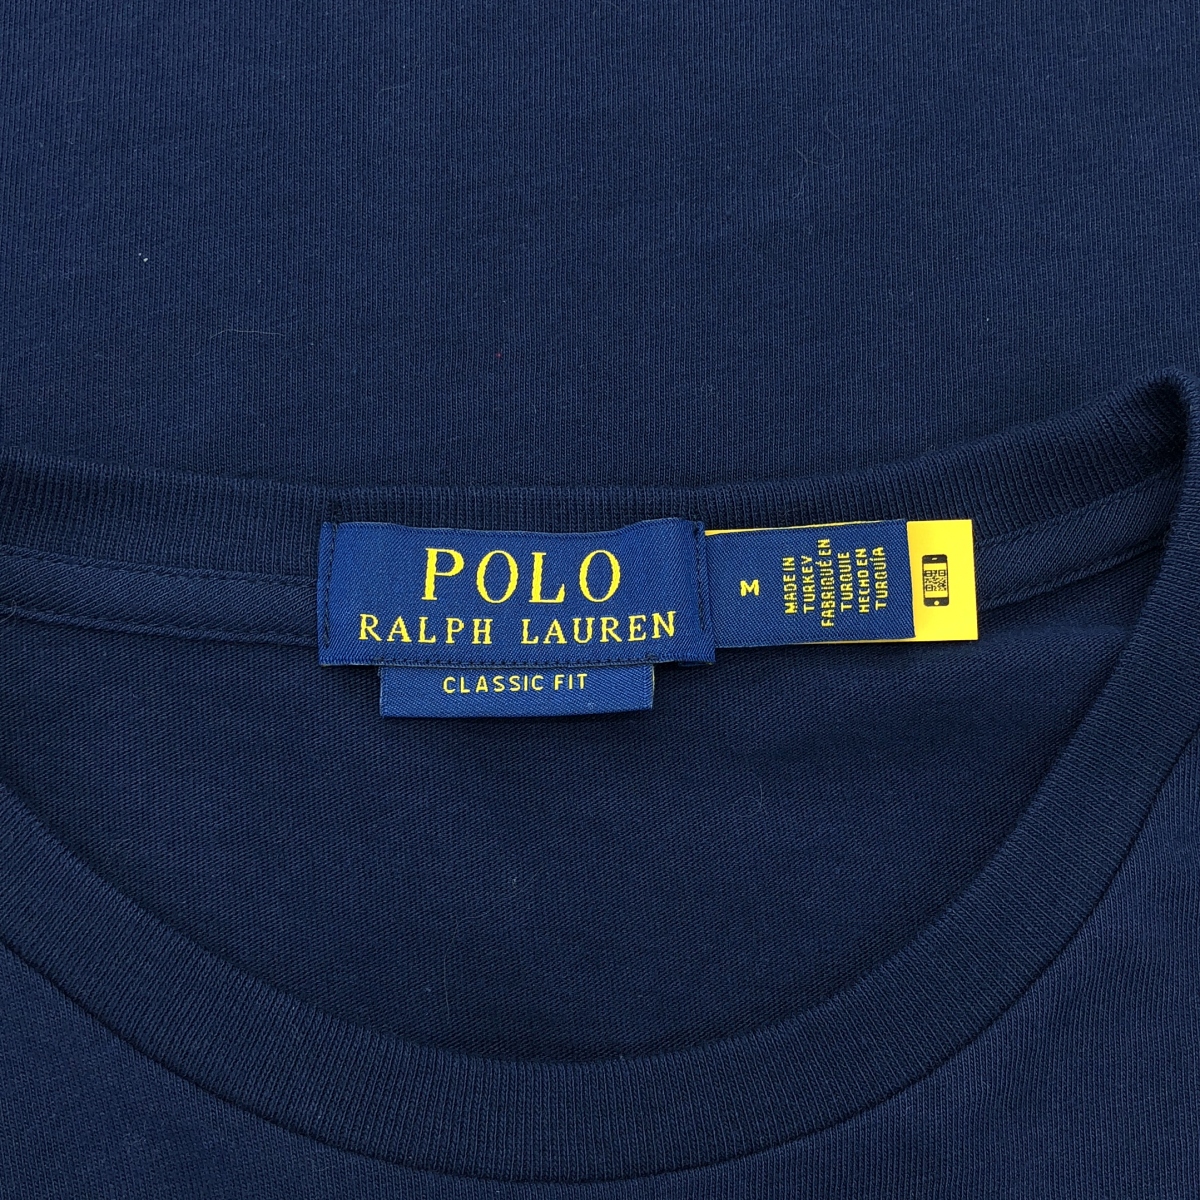 POLO
RALPH LAUREN
CLASSIC FIT
M
MADE IN
TURKEY
FABRIQUÉ EN
TURQUIE
HECHO EN
TURQUÍA